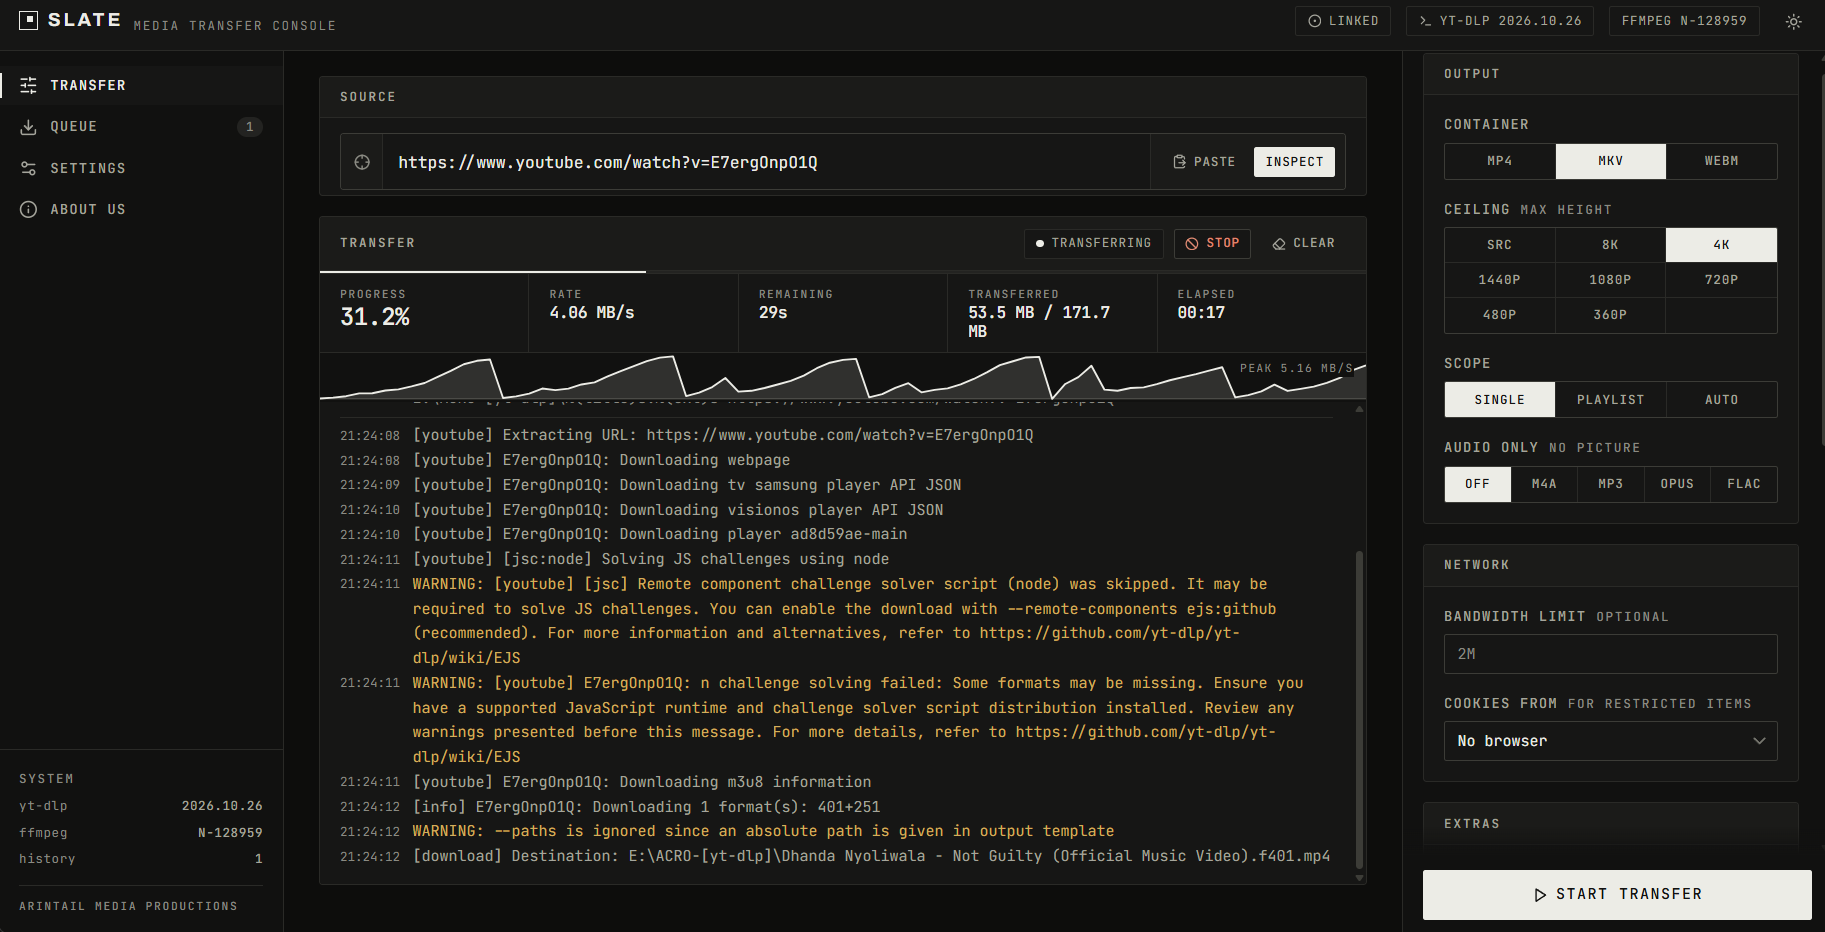 SLATE MEDIA TRANSFER CONSOLE
LINKED
YT-DLP 2026.10.26
FFMPEG N-128959
TRANSFER
QUEUE 1
SETTINGS
ABOUT US
SYSTEM
yt-dlp 2026.10.26
ffmpeg N-128959
history 1
ARINTAIL MEDIA PRODUCTIONS
SOURCE
https://www.youtube.com/watch?v=E7ergOnpO1Q
PASTE
INSPECT
TRANSFER
TRANSFERRING
STOP
CLEAR
PROGRESS
31.2%
RATE
4.06 MB/s
REMAINING
29s
TRANSFERRED
53.5 MB / 171.7
MB
ELAPSED
00:17
PEAK 5.16 MB/S
21:24:08 [youtube] Extracting URL: https://www.youtube.com/watch?v=E7ergOnpO1Q
21:24:08 [youtube] E7ergOnpO1Q: Downloading webpage
21:24:09 [youtube] E7ergOnpO1Q: Downloading tv samsung player API JSON
21:24:10 [youtube] E7ergOnpO1Q: Downloading visionos player API JSON
21:24:10 [youtube] E7ergOnpO1Q: Downloading player ad8d59ae-main
21:24:11 [youtube] [jsc:node] Solving JS challenges using node
21:24:11 WARNING: [youtube] [jsc] Remote component challenge solver script (node) was skipped. It may be
required to solve JS challenges. You can enable the download with --remote-components ejs:github
(recommended). For more information and alternatives, refer to https://github.com/yt-dlp/yt-
dlp/wiki/EJS
21:24:11 WARNING: [youtube] E7ergOnpO1Q: n challenge solving failed: Some formats may be missing. Ensure you
have a supported JavaScript runtime and challenge solver script distribution installed. Review any
warnings presented before this message. For more details, refer to https://github.com/yt-dlp/yt-
dlp/wiki/EJS
21:24:11 [youtube] E7ergOnpO1Q: Downloading m3u8 information
21:24:12 [info] E7ergOnpO1Q: Downloading 1 format(s): 401+251
21:24:12 WARNING: --paths is ignored since an absolute path is given in output template
21:24:12 [download] Destination: E:\ACRO-[yt-dlp]\Dhanda Nyoliwala - Not Guilty (Official Music Video).f401.mp4
OUTPUT
CONTAINER
MP4 MKV WEBM
CEILING MAX HEIGHT
SRC 8K 4K
1440P 1080P 720P
480P 360P
SCOPE
SINGLE PLAYLIST AUTO
AUDIO ONLY NO PICTURE
OFF M4A MP3 OPUS FLAC
NETWORK
BANDWIDTH LIMIT OPTIONAL
2M
COOKIES FROM FOR RESTRICTED ITEMS
No browser
EXTRAS
START TRANSFER